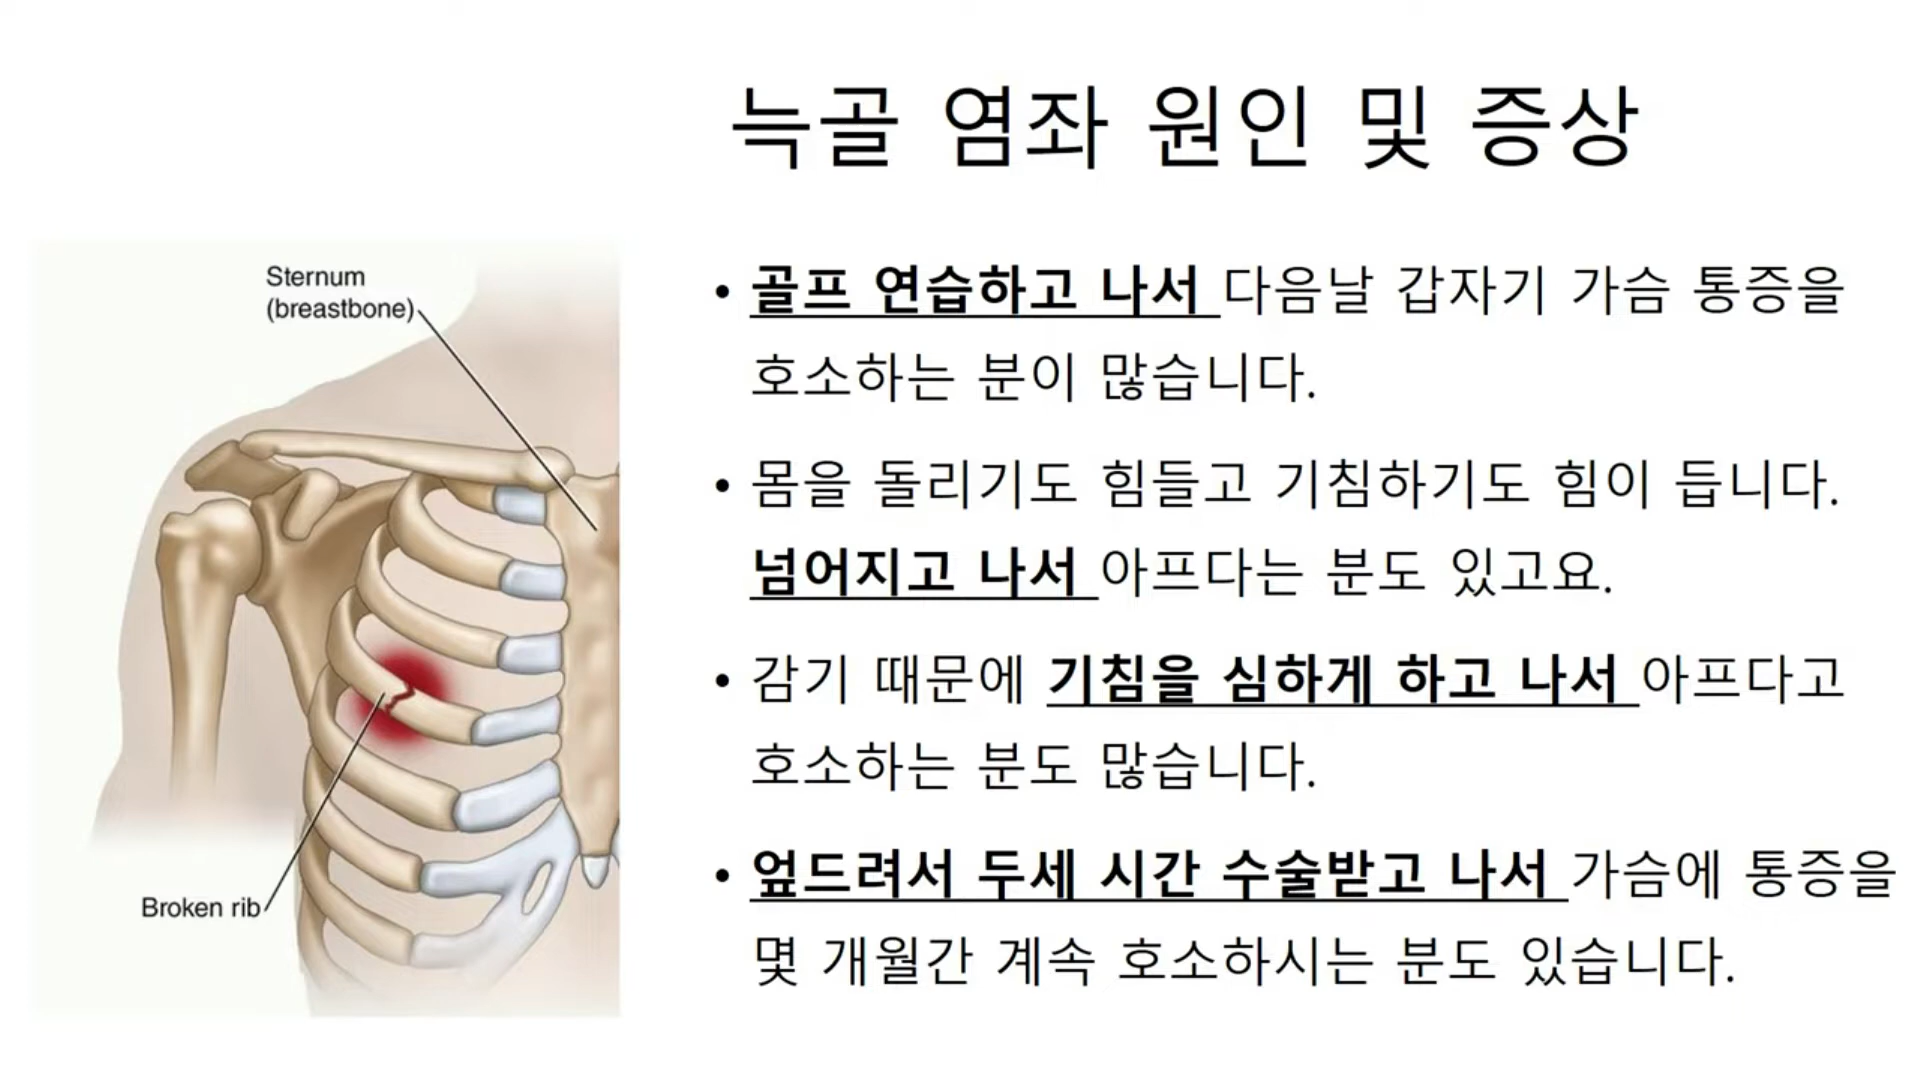 늑골 염좌 원인 및 증상
Sternum
(breastbone)
Broken rib
• 골프 연습하고 나서 다음날 갑자기 가슴 통증을
호소하는 분이 많습니다.
• 몸을 돌리기도 힘들고 기침하기도 힘이 듭니다.
넘어지고 나서 아프다는 분도 있고요.
• 감기 때문에 기침을 심하게 하고 나서 아프다고
호소하는 분도 많습니다.
• 엎드려서 두세 시간 수술받고 나서 가슴에 통증을
몇 개월간 계속 호소하시는 분도 있습니다.